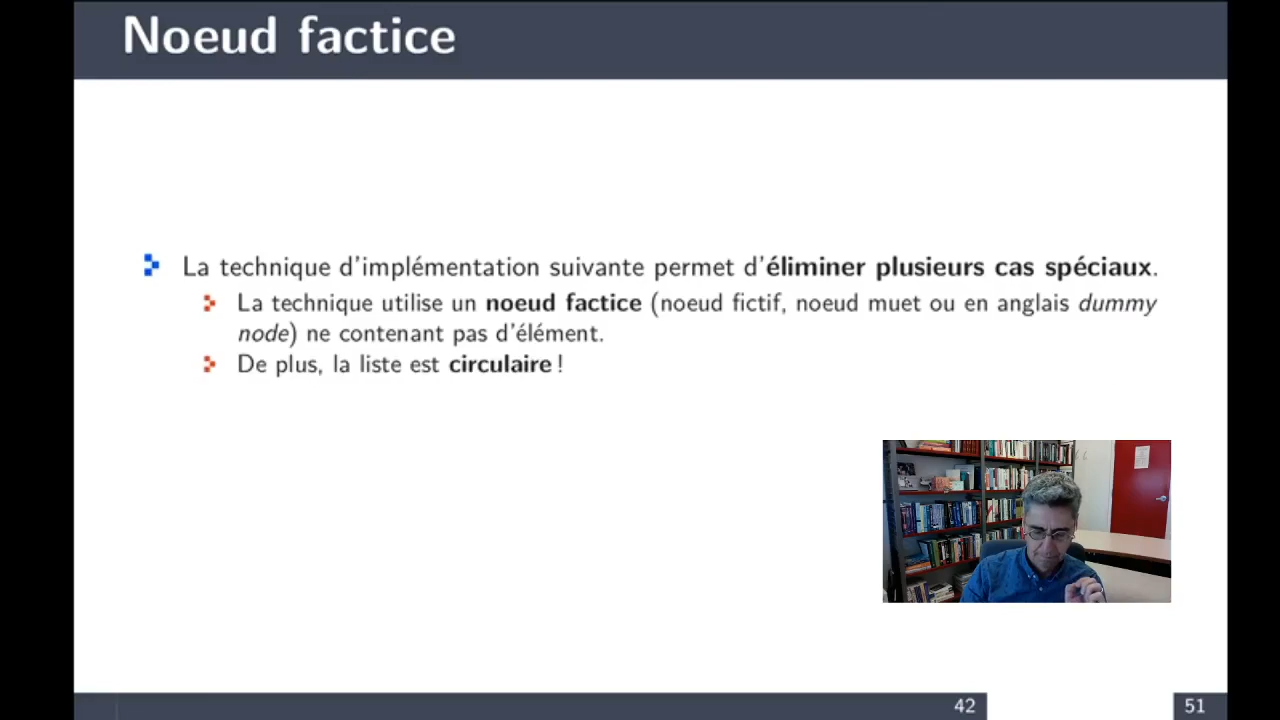 Noeud factice
La technique d'implémentation suivante permet d'éliminer plusieurs cas spéciaux.
La technique utilise un noeud factice (noeud fictif, noeud muet ou en anglais dummy
node) ne contenant pas d'élément.
De plus, la liste est circulaire !
42
51